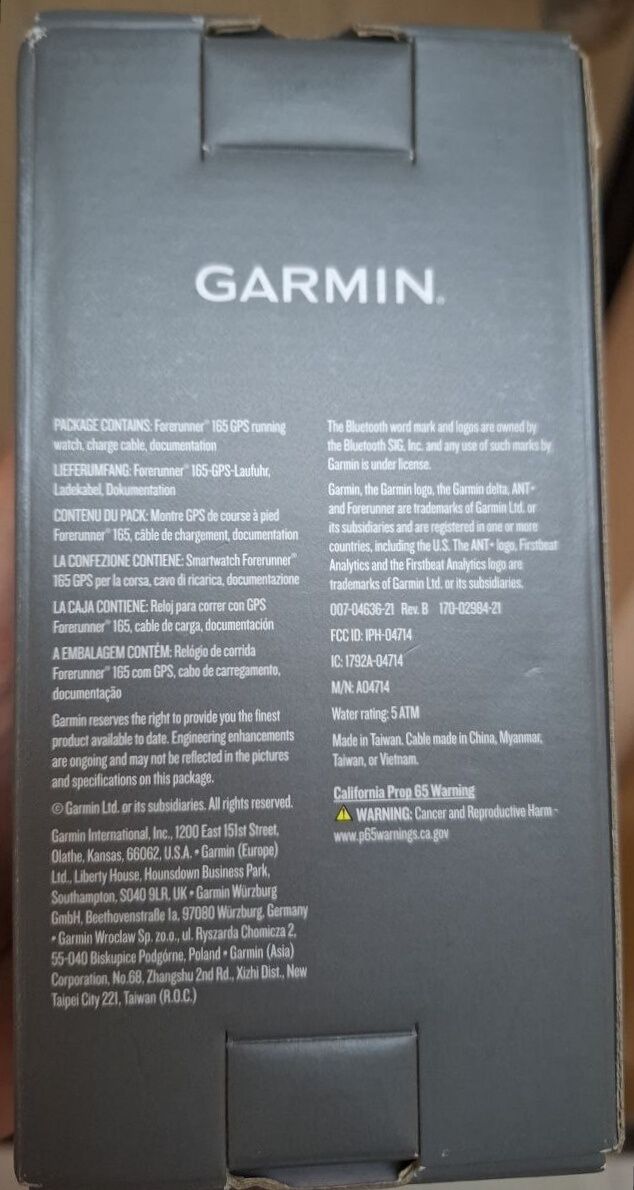 GARMIN®
PACKAGE CONTAINS: Forerunner® 165 GPS running
watch, charge cable, documentation
LIEFERUMFANG: Forerunner® 165-GPS-Laufuhr,
Ladekabel, Dokumentation
CONTENU DU PACK: Montre GPS de course à pied
Forerunner® 165, câble de chargement, documentation
LA CONFEZIONE CONTIENE: Smartwatch Forerunner®
165 GPS per la corsa, cavo di ricarica, documentazione
LA CAJA CONTIENE: Reloj para correr con GPS
Forerunner® 165, cable de carga, documentación
A EMBALAGEM CONTÉM: Relógio de corrida
Forerunner® 165 com GPS, cabo de carregamento,
documentação
Garmin reserves the right to provide you the finest
product available to date. Engineering enhancements
are ongoing and may not be reflected in the pictures
and specifications on this package.
© Garmin Ltd. or its subsidiaries. All rights reserved.
Garmin International, Inc., 1200 East 151st Street,
Olathe, Kansas, 66062, U.S.A. • Garmin (Europe)
Ltd., Liberty House, Hounsdown Business Park,
Southampton, SO40 9LR, UK • Garmin Würzburg
GmbH, Beethovenstraße 1a, 97080 Würzburg, Germany
• Garmin Wroclaw Sp. zo.o., ul. Ryszarda Chomicza 2,
55-040 Biskupice Podgórne, Poland • Garmin (Asia)
Corporation, No.68, Zhangshu 2nd Rd., Xizhi Dist., New
Taipei City 221, Taiwan (R.O.C.)
The Bluetooth word mark and logos are owned by
the Bluetooth SIG, Inc. and any use of such marks by
Garmin is under license.
Garmin, the Garmin logo, the Garmin delta, ANT+
and Forerunner are trademarks of Garmin Ltd. or
its subsidiaries and are registered in one or more
countries, including the U.S. The ANT+ logo, Firstbeat
Analytics and the Firstbeat Analytics logo are
trademarks of Garmin Ltd. or its subsidiaries.
007-04636-21 Rev. B 170-02984-21
FCC ID: IPH-04714
IC: 1792A-04714
M/N: A04714
Water rating: 5 ATM
Made in Taiwan. Cable made in China, Myanmar,
Taiwan, or Vietnam.
California Prop 65 Warning
WARNING: Cancer and Reproductive Harm -
www.p65warnings.ca.gov